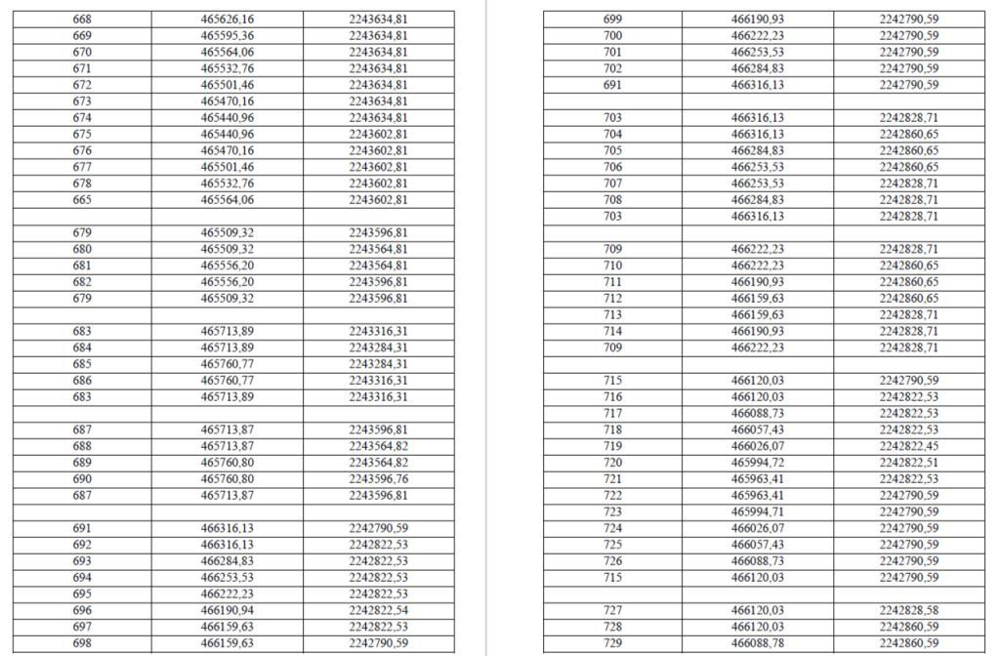 668 465626,16 2243634,81
669 465595,36 2243634,81
670 465564,06 2243634,81
671 465532,76 2243634,81
672 465501,46 2243634,81
673 465470,16 2243634,81
674 465440,96 2243634,81
675 465440,96 2243602,81
676 465470,16 2243602,81
677 465501,46 2243602,81
678 465532,76 2243602,81
665 465564,06 2243602,81
679 465509,32 2243596,81
680 465509,32 2243564,81
681 465556,20 2243564,81
682 465556,20 2243596,81
679 465509,32 2243596,81
683 465713,89 2243316,31
684 465713,89 2243284,31
685 465760,77 2243284,31
686 465760,77 2243316,31
683 465713,89 2243316,31
687 465713,87 2243596,81
688 465713,87 2243564,82
689 465760,80 2243564,82
690 465760,80 2243596,76
687 465713,87 2243596,81
691 466316,13 2242790,59
692 466316,13 2242822,53
693 466284,83 2242822,53
694 466253,53 2242822,53
695 466222,23 2242822,53
696 466190,94 2242822,54
697 466159,63 2242822,53
698 466159,63 2242790,59
699 466190,93 2242790,59
700 466222,23 2242790,59
701 466253,53 2242790,59
702 466284,83 2242790,59
691 466316,13 2242790,59
703 466316,13 2242828,71
704 466316,13 2242860,65
705 466284,83 2242860,65
706 466253,53 2242860,65
707 466253,53 2242828,71
708 466284,83 2242828,71
703 466316,13 2242828,71
709 466222,23 2242828,71
710 466222,23 2242860,65
711 466190,93 2242860,65
712 466159,63 2242860,65
713 466159,63 2242828,71
714 466190,93 2242828,71
709 466222,23 2242828,71
715 466120,03 2242790,59
716 466120,03 2242822,53
717 466088,73 2242822,53
718 466057,43 2242822,53
719 466026,07 2242822,45
720 465994,72 2242822,51
721 465963,41 2242822,53
722 465963,41 2242790,59
723 465994,71 2242790,59
724 466026,07 2242790,59
725 466057,43 2242790,59
726 466088,73 2242790,59
715 466120,03 2242790,59
727 466120,03 2242828,58
728 466120,03 2242860,59
729 466088,78 2242860,59